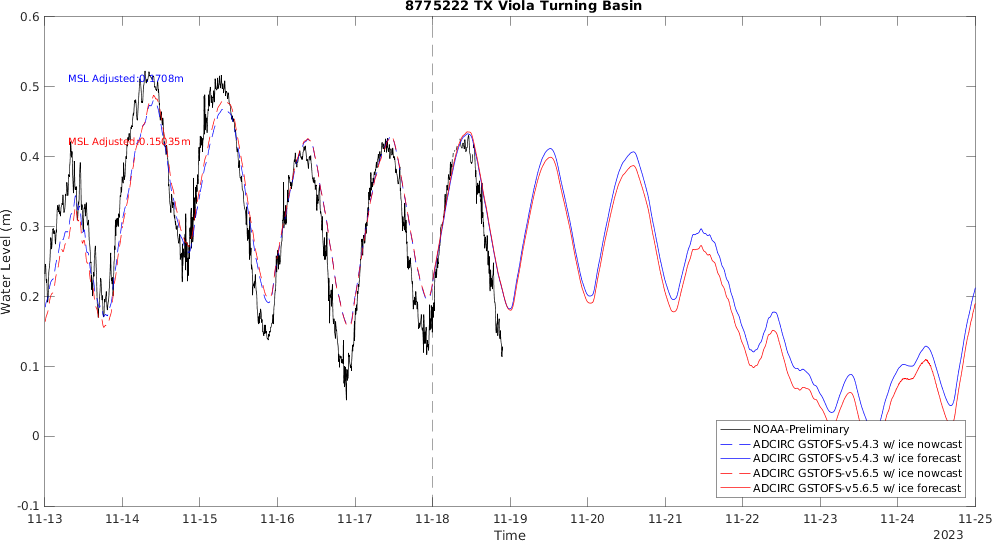 8775222 TX Viola Turning Basin
0.6
0.5
0.4
0.3
0.2
0.1
0
-0.1
Water Level (m)
MSL Adjusted:0.1708m
MSL Adjusted:0.15035m
NOAA-Preliminary
ADCIRC GSTOFS-v5.4.3 w/ ice nowcast
ADCIRC GSTOFS-v5.4.3 w/ ice forecast
ADCIRC GSTOFS-v5.6.5 w/ ice nowcast
ADCIRC GSTOFS-v5.6.5 w/ ice forecast
11-13 11-14 11-15 11-16 11-17 11-18 11-19 11-20 11-21 11-22 11-23 11-24 11-25
Time
2023